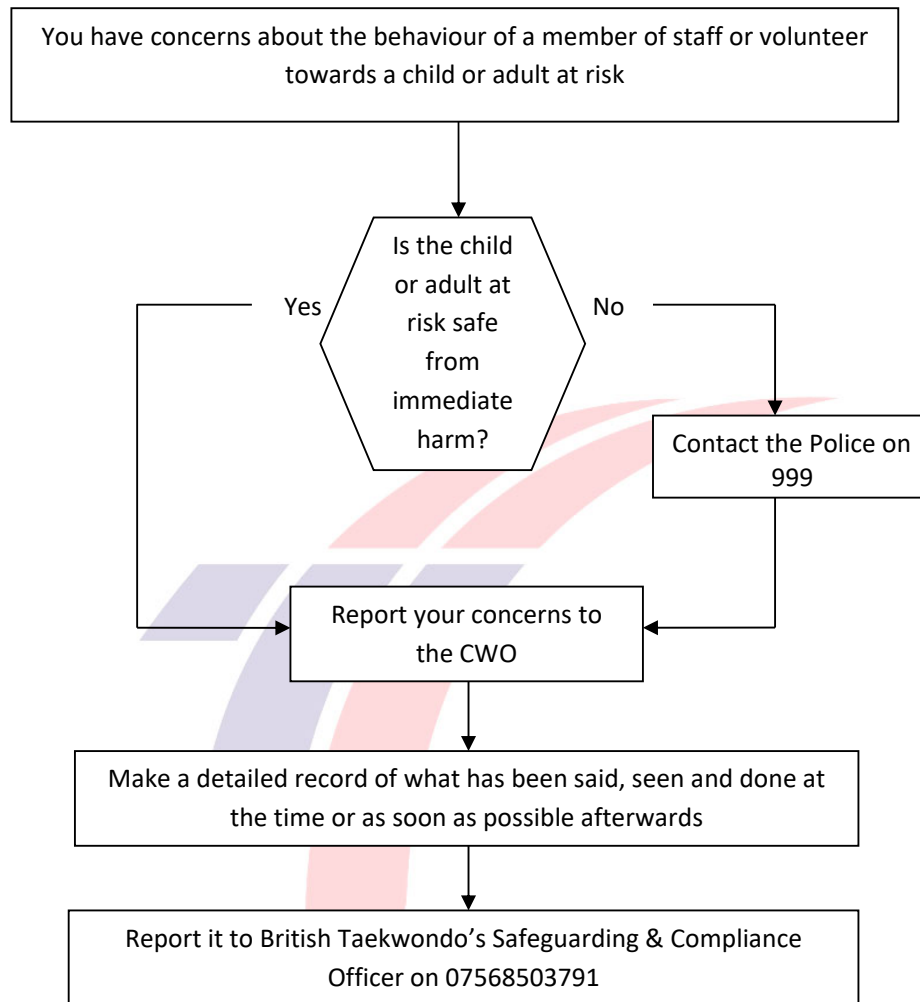 You have concerns about the behaviour of a member of staff or volunteer
towards a child or adult at risk
Is the child
or adult at
risk safe
from
immediate
harm?
Yes
No
Contact the Police on
999
Report your concerns to
the CWO
Make a detailed record of what has been said, seen and done at
the time or as soon as possible afterwards
Report it to British Taekwondo’s Safeguarding & Compliance
Officer on 07568503791